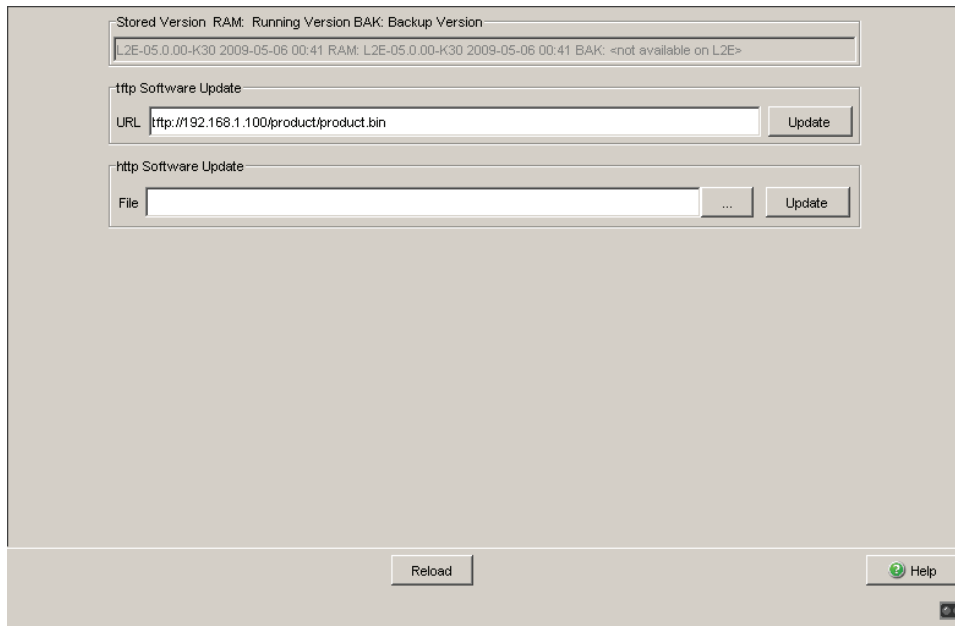 Stored Version  RAM:  Running Version BAK: Backup Version
L2E-05.0.00-K30 2009-05-06 00:41 RAM: L2E-05.0.00-K30 2009-05-06 00:41 BAK: <not available on L2E>
tftp Software Update
URL tftp://192.168.1.100/product/product.bin Update
http Software Update
File ... Update
Reload Help